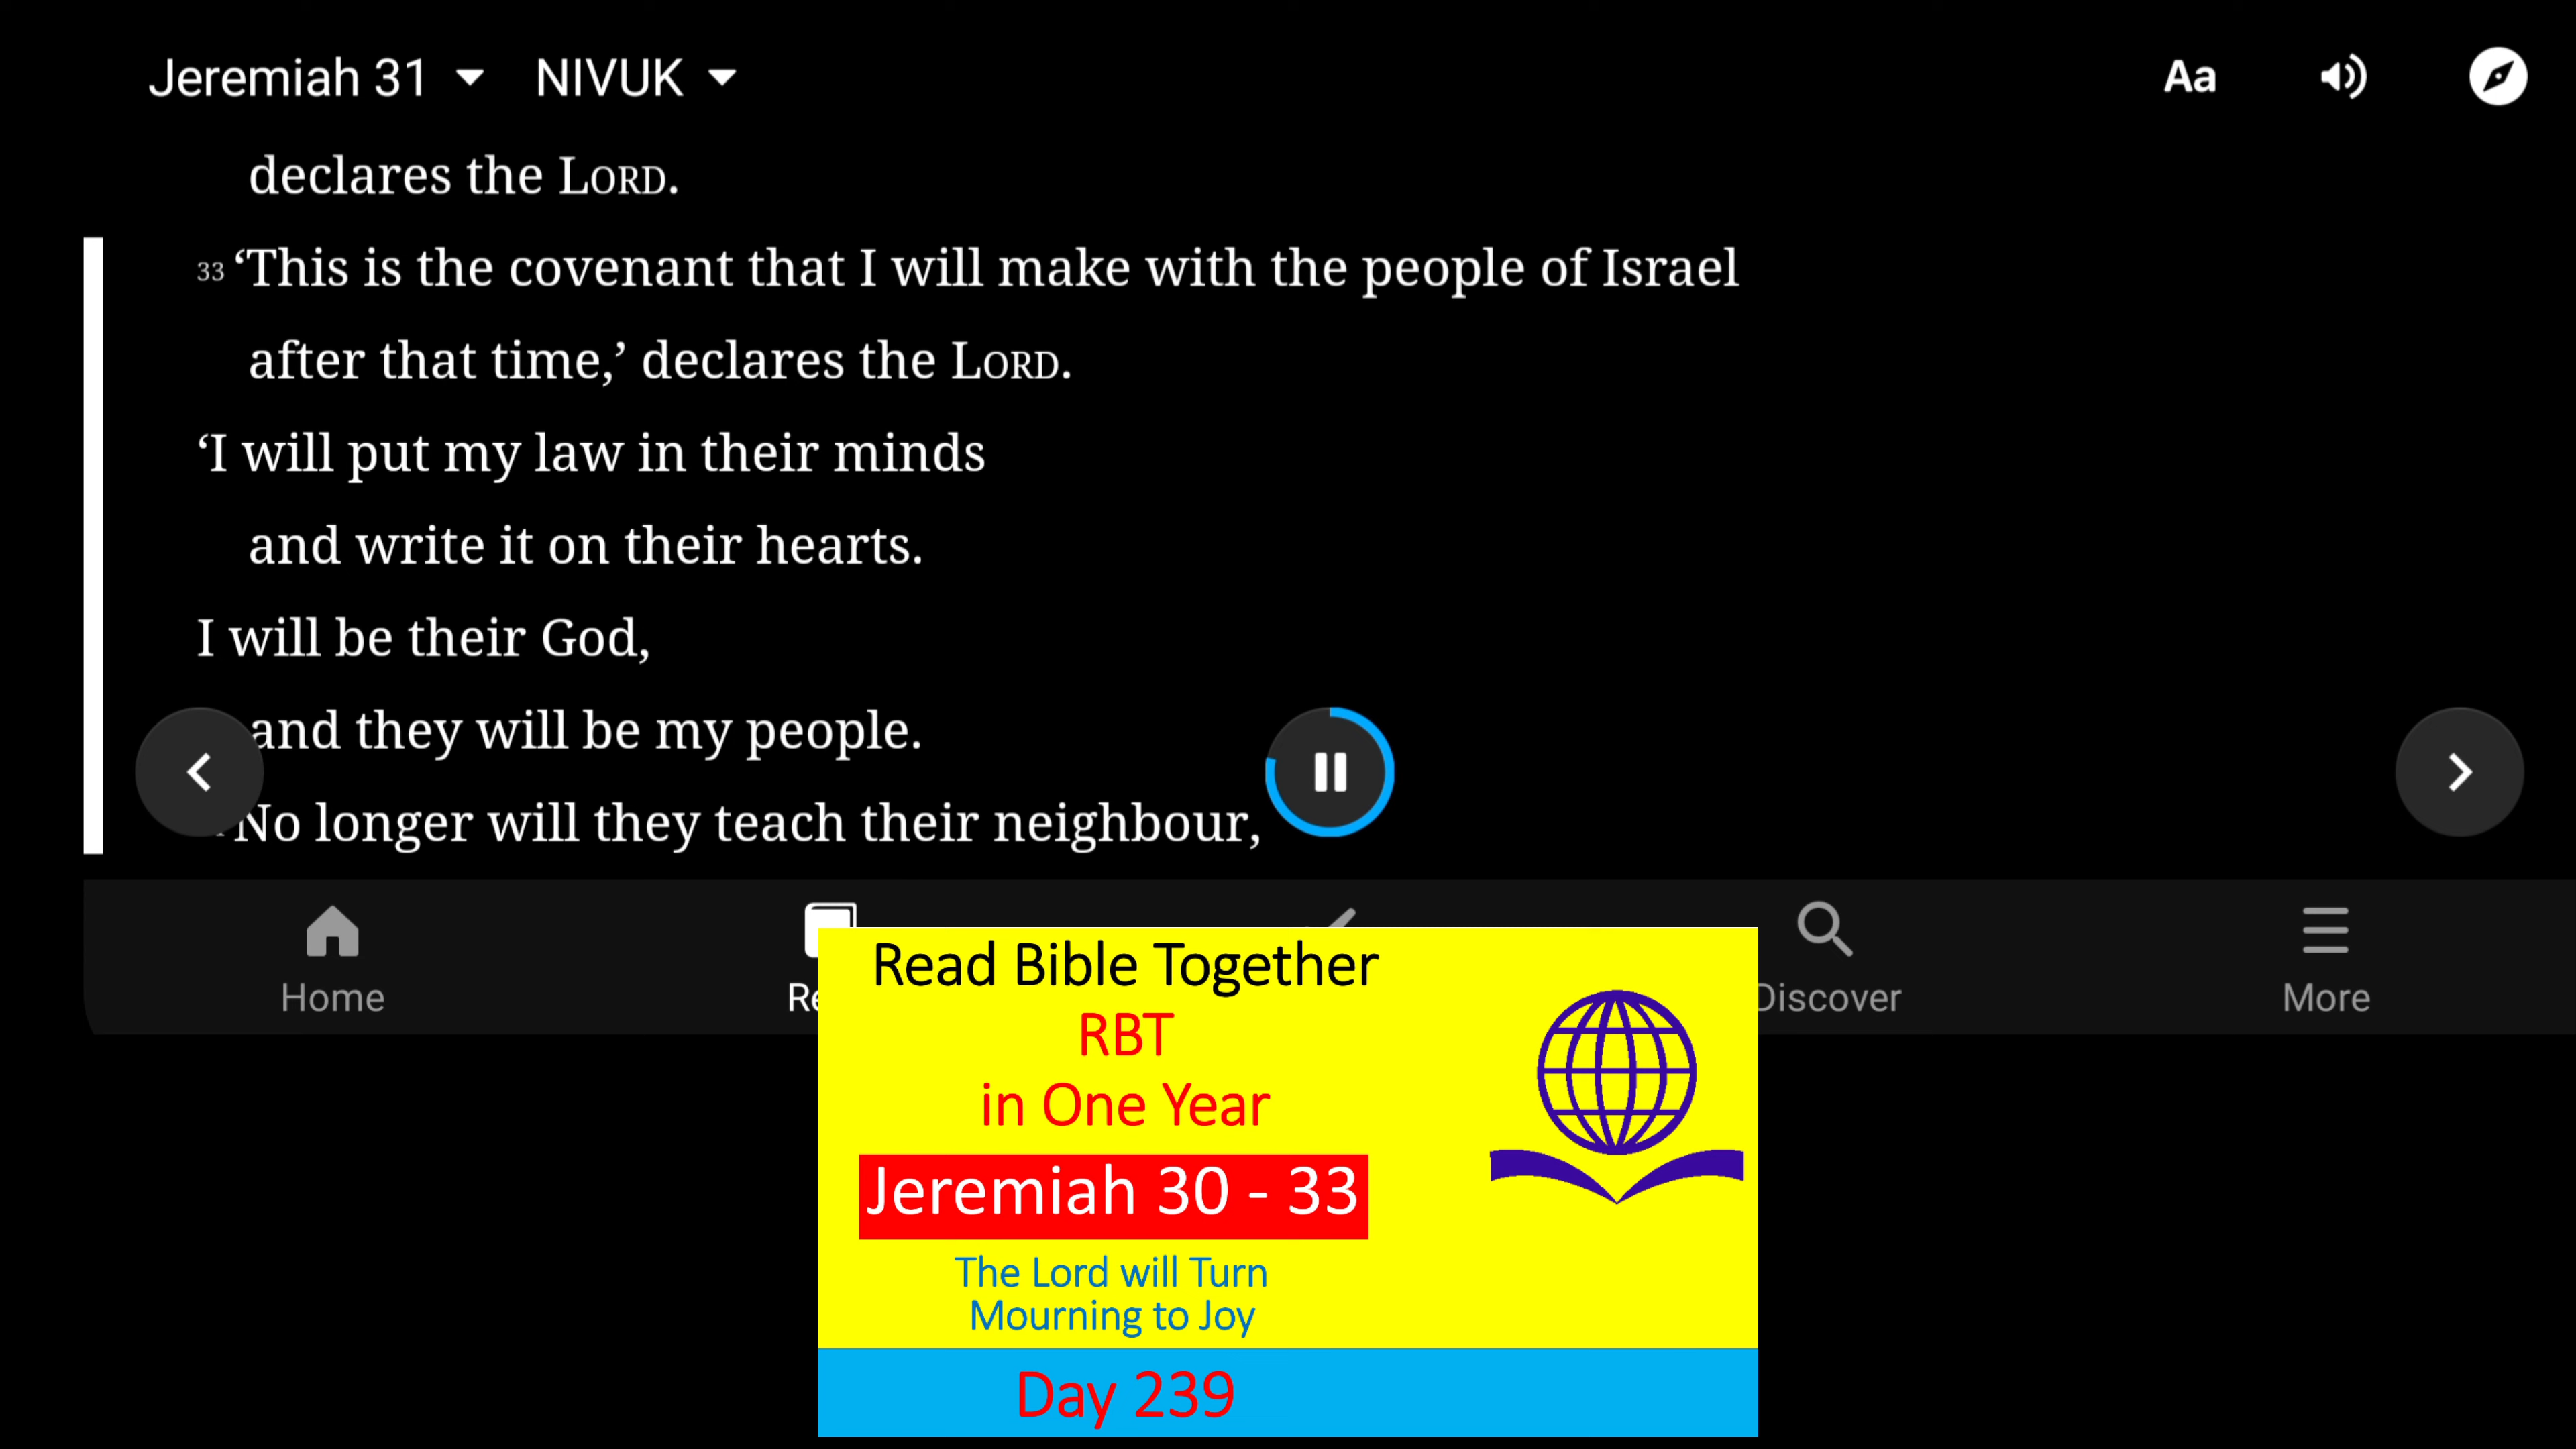 Jeremiah 31 NIVUK Aa
declares the LORD.
33 ‘This is the covenant that I will make with the people of Israel
after that time,’ declares the LORD.
‘I will put my law in their minds
and write it on their hearts.
I will be their God,
and they will be my people.
No longer will they teach their neighbour,
Home Discover More
Read Bible Together
RBT
in One Year
Jeremiah 30 - 33
The Lord will Turn
Mourning to Joy
Day 239